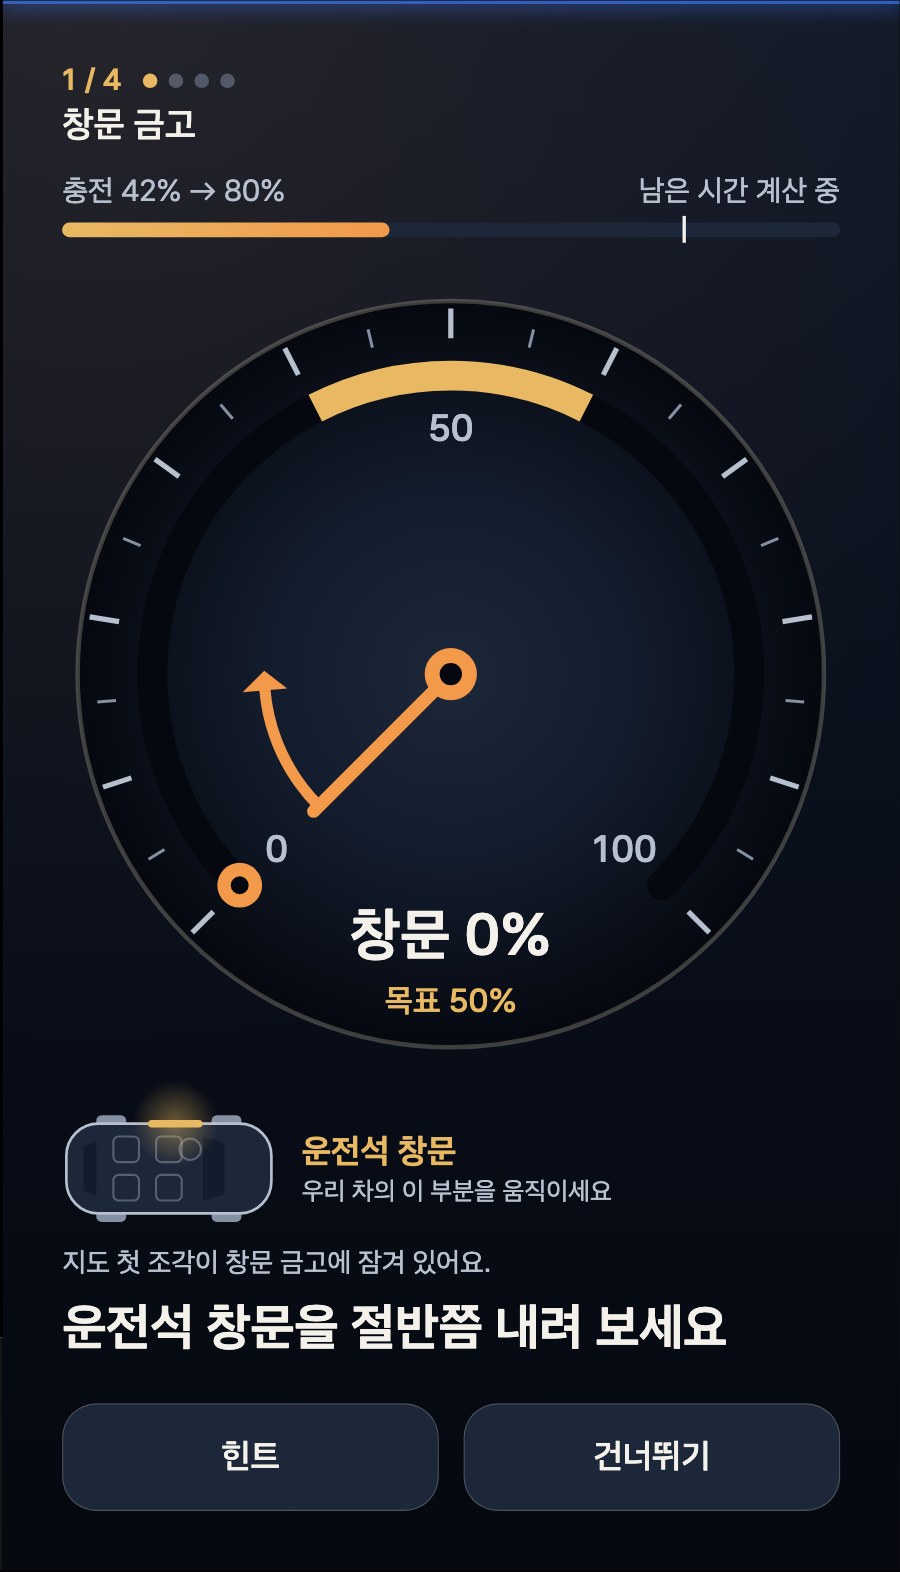 1 / 4
창문 금고
충전 42% → 80%
남은 시간 계산 중
50
0
100
창문 0%
목표 50%
운전석 창문
우리 차의 이 부분을 움직이세요
지도 첫 조각이 창문 금고에 잠겨 있어요.
운전석 창문을 절반쯤 내려 보세요
힌트
건너뛰기